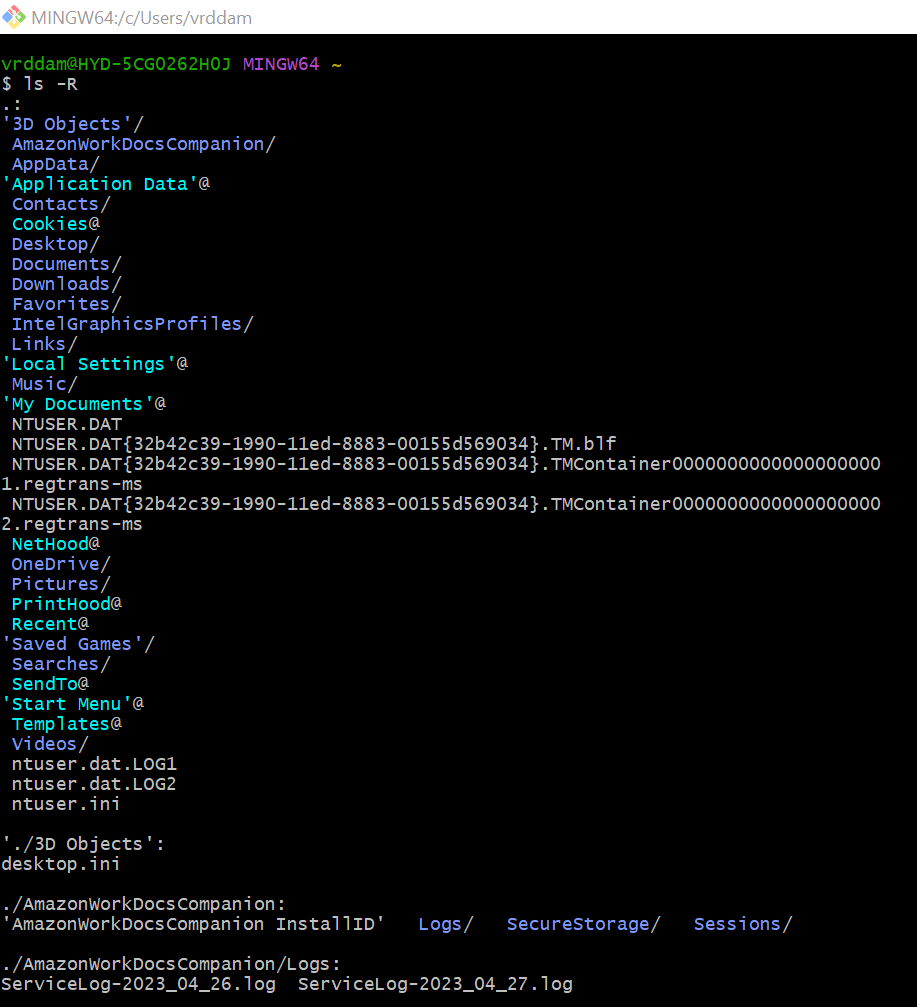 MINGW64:/c/Users/vrddam
vrddam@HYD-5CG0262H0J MINGW64 ~
$ ls -R
.:
'3D Objects'/
AmazonWorkDocsCompanion/
AppData/
'Application Data'@
Contacts/
Cookies@
Desktop/
Documents/
Downloads/
Favorites/
IntelGraphicsProfiles/
Links/
'Local Settings'@
Music/
'My Documents'@
NTUSER.DAT
NTUSER.DAT{32b42c39-1990-11ed-8883-00155d569034}.TM.blf
NTUSER.DAT{32b42c39-1990-11ed-8883-00155d569034}.TMContainer0000000000000000000
1.regtrans-ms
NTUSER.DAT{32b42c39-1990-11ed-8883-00155d569034}.TMContainer0000000000000000000
2.regtrans-ms
NetHood@
OneDrive/
Pictures/
PrintHood@
Recent@
'Saved Games'/
Searches/
SendTo@
'Start Menu'@
Templates@
Videos/
ntuser.dat.LOG1
ntuser.dat.LOG2
ntuser.ini
'./3D Objects':
desktop.ini
./AmazonWorkDocsCompanion:
'AmazonWorkDocsCompanion InstallID' Logs/ SecureStorage/ Sessions/
./AmazonWorkDocsCompanion/Logs:
ServiceLog-2023_04_26.log ServiceLog-2023_04_27.log